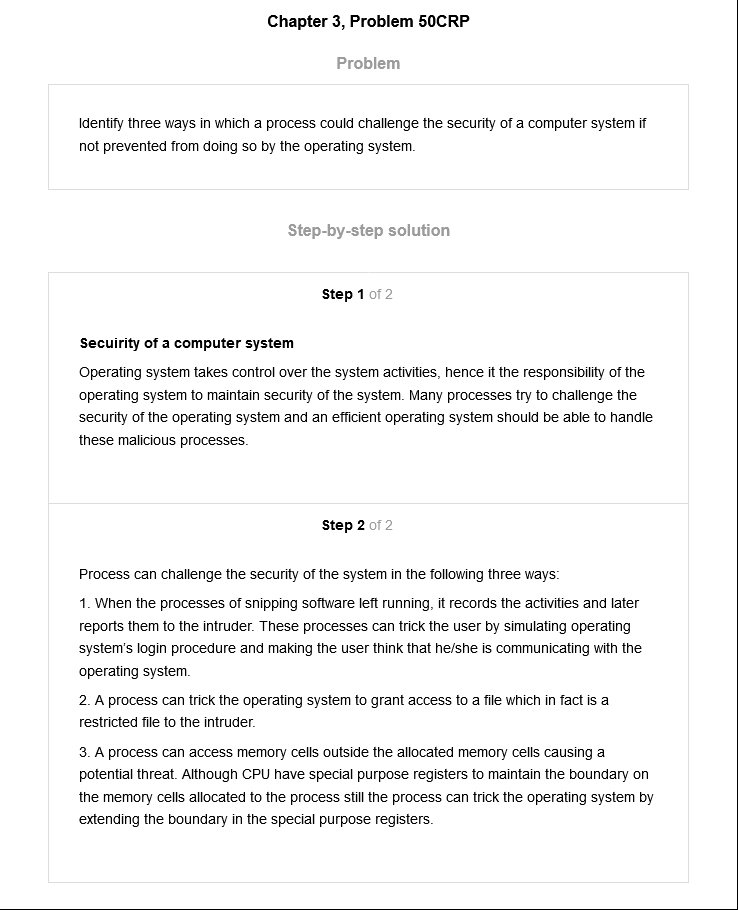 Chapter 3, Problem 50CRP
Problem
Identify three ways in which a process could challenge the security of a computer system if
not prevented from doing so by the operating system.
Step-by-step solution
Step 1 of 2
Secuirity of a computer system
Operating system takes control over the system activities, hence it the responsibility of the
operating system to maintain security of the system. Many processes try to challenge the
security of the operating system and an efficient operating system should be able to handle
these malicious processes.
Step 2 of 2
Process can challenge the security of the system in the following three ways:
1. When the processes of snipping software left running, it records the activities and later
reports them to the intruder. These processes can trick the user by simulating operating
system's login procedure and making the user think that he/she is communicating with the
operating system.
2. A process can trick the operating system to grant access to a file which in fact is a
restricted file to the intruder.
3. A process can access memory cells outside the allocated memory cells causing a
potential threat. Although CPU have special purpose registers to maintain the boundary on
the memory cells allocated to the process still the process can trick the operating system by
extending the boundary in the special purpose registers.